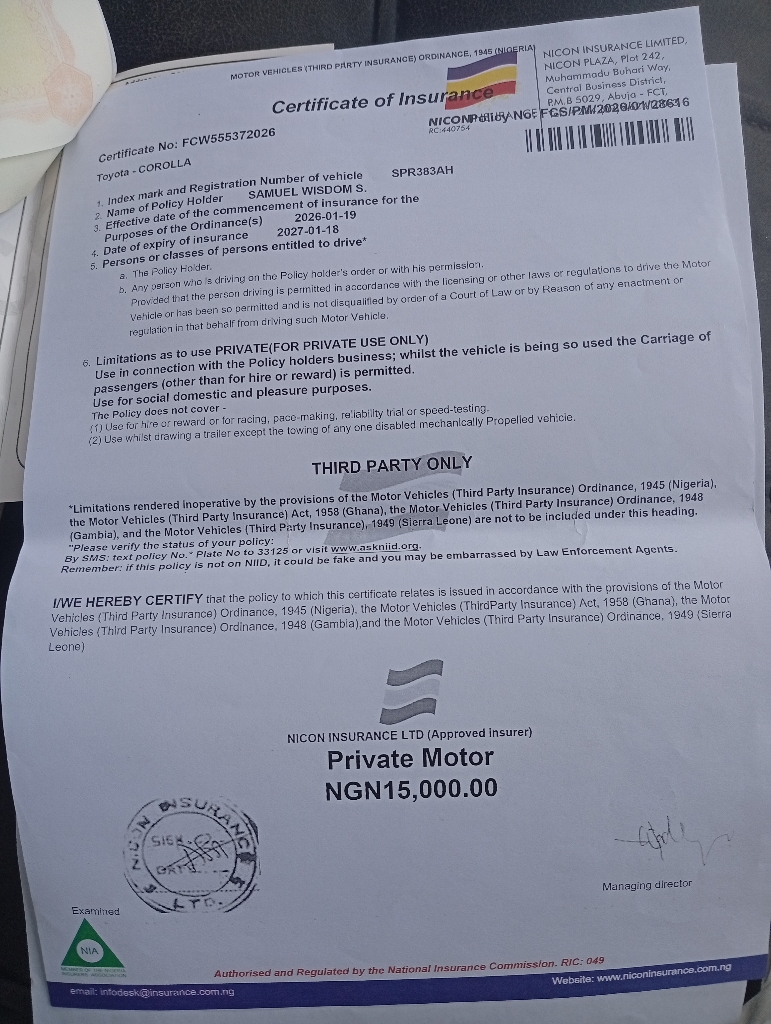 MOTOR VEHICLES (THIRD PARTY INSURANCE) ORDINANCE, 1945 (NIGERIA)
NICON INSURANCE LIMITED,
NICON PLAZA, Plot 242,
Muhammadu Buhari Way,
Central Business District,
P.M.B 5029, Abuja - FCT,
Certificate of Insurance
NICON
RC:440754
Policy No: FGS/PM/2026/01/28616
Certificate No: FCW555372026
Toyota - COROLLA
1. Index mark and Registration Number of vehicle SPR383AH
2. Name of Policy Holder SAMUEL WISDOM S.
3. Effective date of the commencement of insurance for the
Purposes of the Ordinance(s) 2026-01-19
4. Date of expiry of insurance 2027-01-18
5. Persons or classes of persons entitled to drive*
a. The Policy Holder.
b. Any person who is driving on the Policy holder's order or with his permission.
Provided that the person driving is permitted in accordance with the licensing or other laws or regulations to drive the Motor
Vehicle or has been so permitted and is not disqualified by order of a Court of Law or by Reason of any enactment or
regulation in that behalf from driving such Motor Vehicle.
6. Limitations as to use PRIVATE(FOR PRIVATE USE ONLY)
Use in connection with the Policy holders business; whilst the vehicle is being so used the Carriage of
passengers (other than for hire or reward) is permitted.
Use for social domestic and pleasure purposes.
The Policy does not cover -
(1) Use for hire or reward or for racing, pace-making, reliability trial or speed-testing.
(2) Use whilst drawing a trailer except the towing of any one disabled mechanically Propelled vehicle.
THIRD PARTY ONLY
*Limitations rendered inoperative by the provisions of the Motor Vehicles (Third Party Insurance) Ordinance, 1945 (Nigeria),
the Motor Vehicles (Third Party Insurance) Act, 1958 (Ghana), the Motor Vehicles (Third Party Insurance) Ordinance, 1948
(Gambia), and the Motor Vehicles (Third Party Insurance), 1949 (Sierra Leone) are not to be included under this heading.
"Please verify the status of your policy:
By SMS: text policy No.* Plate No to 33125 or visit www.askniid.org.
Remember: if this policy is not on NIID, it could be fake and you may be embarrassed by Law Enforcement Agents.
I/WE HEREBY CERTIFY that the policy to which this certificate relates is issued in accordance with the provisions of the Motor
Vehicles (Third Party Insurance) Ordinance, 1945 (Nigeria), the Motor Vehicles (ThirdParty Insurance) Act, 1958 (Ghana), the Motor
Vehicles (Third Party Insurance) Ordinance, 1948 (Gambia),and the Motor Vehicles (Third Party Insurance) Ordinance, 1949 (Sierra
Leone)
NICON INSURANCE LTD (Approved insurer)
Private Motor
NGN15,000.00
NICON INSURANCE
SIGN
DATE
LTD.
Managing director
Examined
NIA
Authorised and Regulated by the National Insurance Commission. RIC: 049
email: infodesk@insurance.com.ng
Website: www.niconinsurance.com.ng